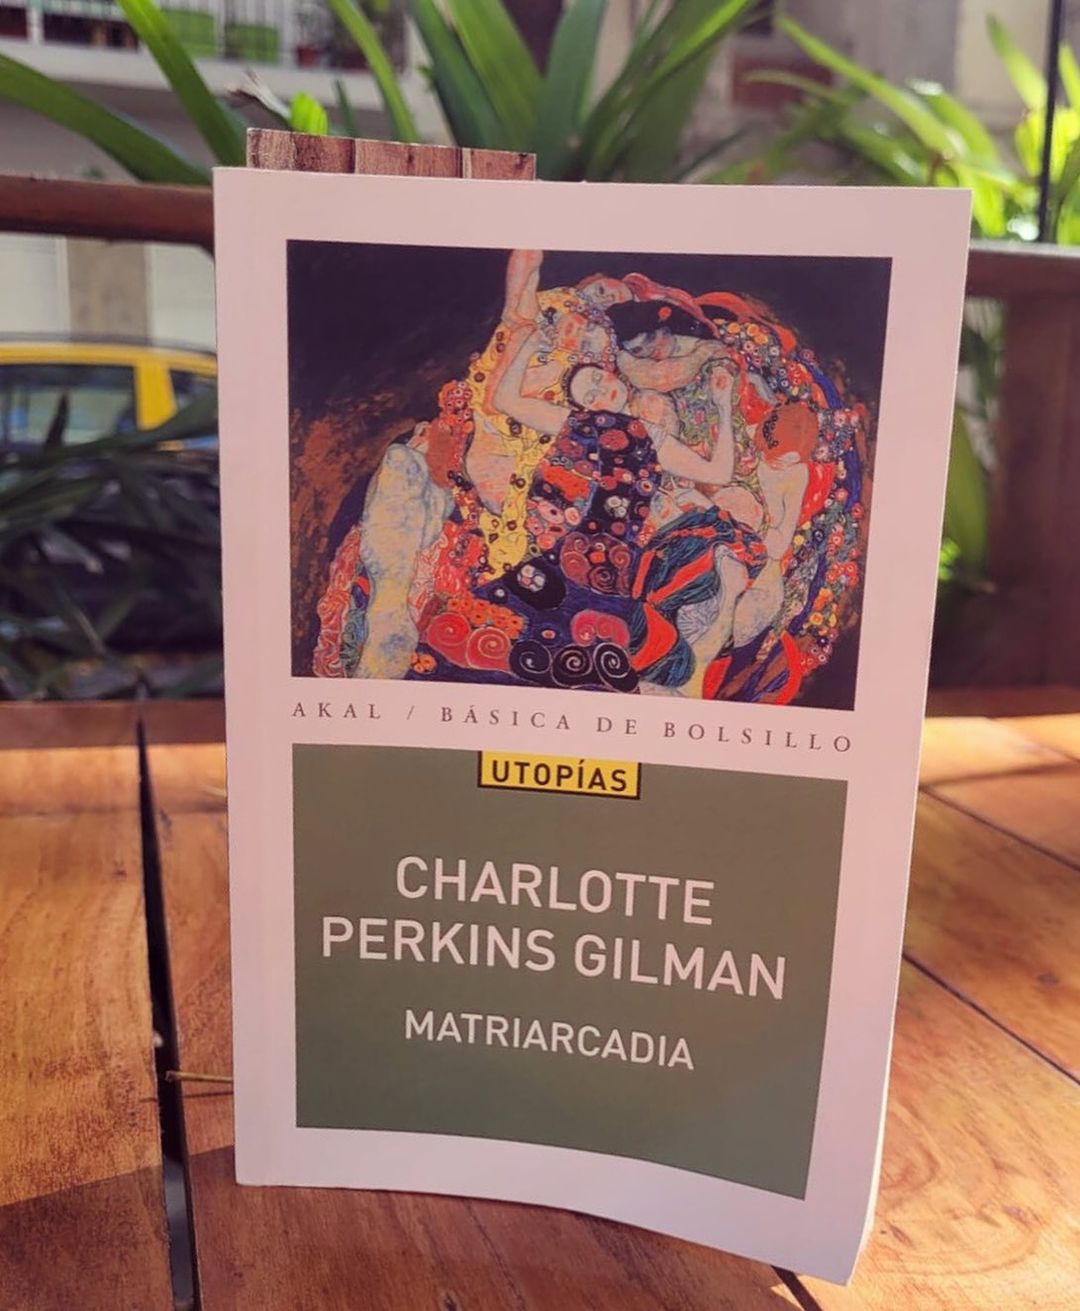 AKAL / BÁSICA DE BOLSILLO
UTOPÍAS
CHARLOTTE
PERKINS GILMAN
MATRIARCADIA